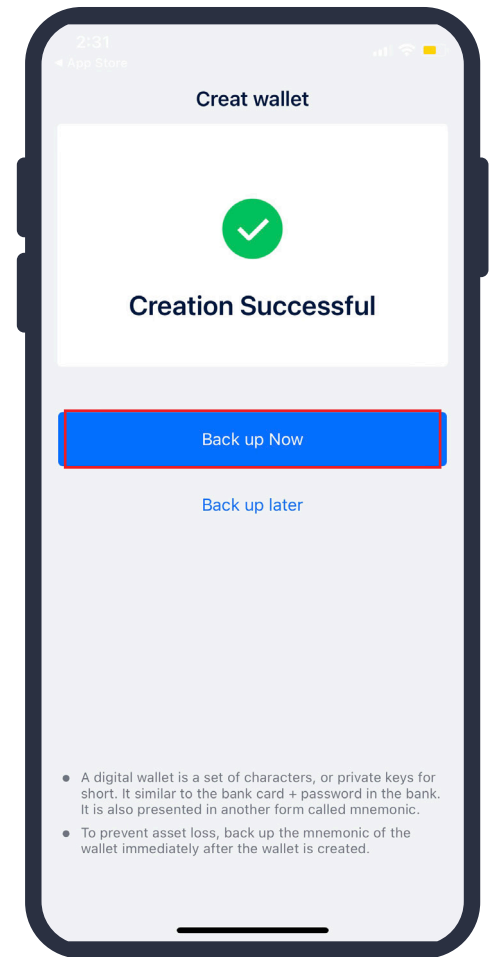 2:31
◀ App Store
Creat wallet
Creation Successful
Back up Now
Back up later
● A digital wallet is a set of characters, or private keys for
short. It similar to the bank card + password in the bank.
It is also presented in another form called mnemonic.
● To prevent asset loss, back up the mnemonic of the
wallet immediately after the wallet is created.